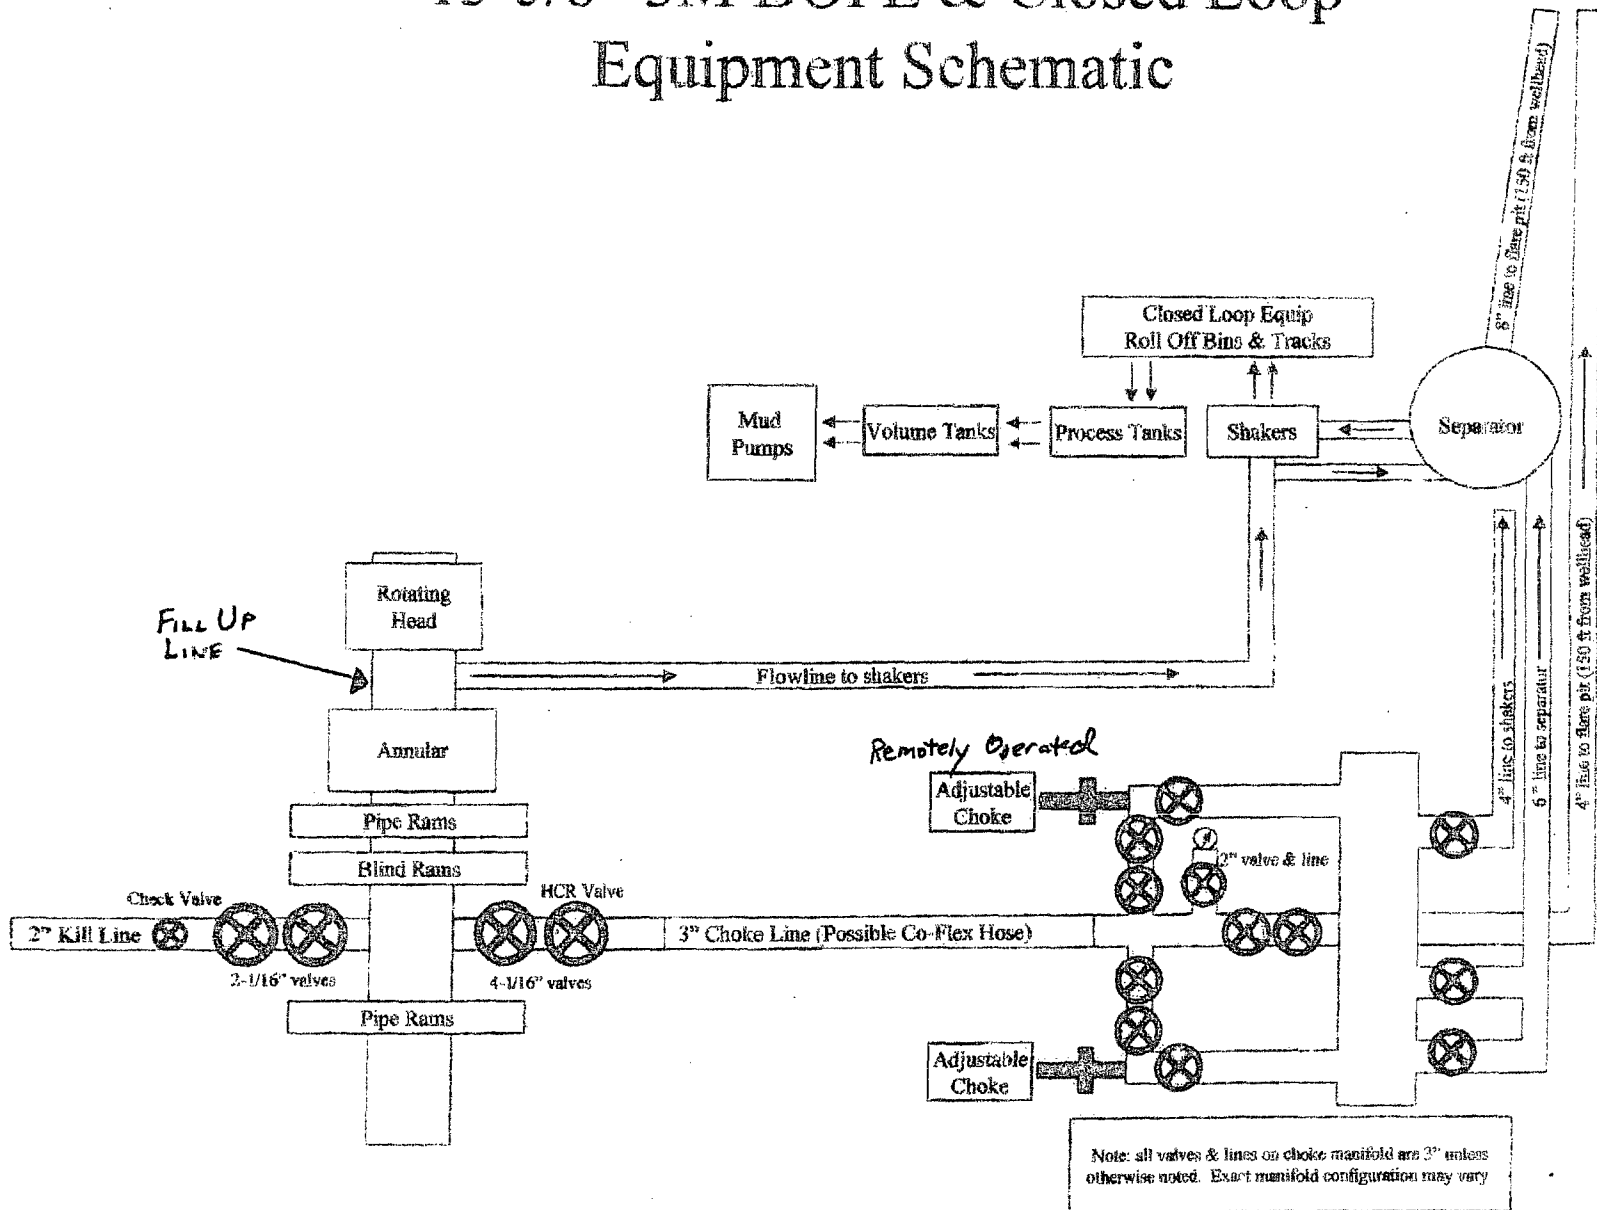 BOPE & Closed Loop
Equipment Schematic
8" line to flare pit (150 ft from wellhead)
Closed Loop Equip
Roll Off Bins & Tracks
Mud
Pumps
Volume Tanks
Process Tanks
Shakers
Separator
Rotating
Head
FILL UP
LINE
Flowline to shakers
Annular
Remotely Operated
Adjustable
Choke
4" line to shakers
6" line to separator
4" line to flare pit (150 ft from wellhead)
Pipe Rams
Blind Rams
2" valve & line
Check Valve
HCR Valve
2" Kill Line
3" Choke Line (Possible Co-Flex Hose)
2-1/16" valves
4-1/16" valves
Pipe Rams
Adjustable
Choke
Note: all valves & lines on choke manifold are 3" unless
otherwise noted. Exact manifold configuration may vary